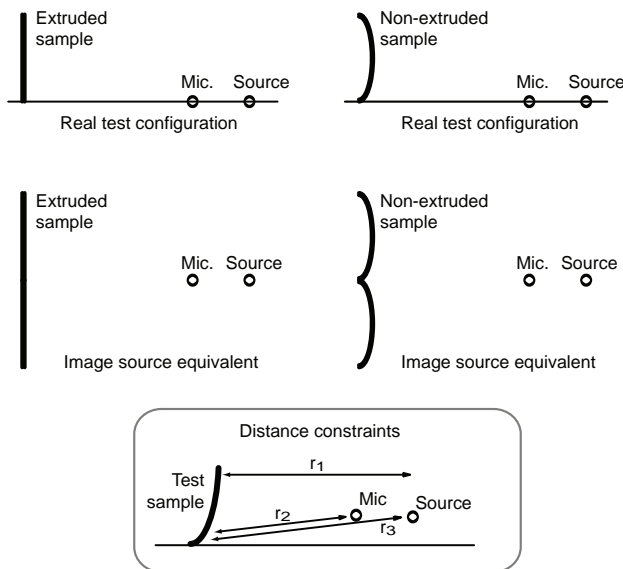 Extruded
sample
Mic. Source
Real test configuration
Non-extruded
sample
Mic. Source
Real test configuration
Extruded
sample
Mic. Source
Image source equivalent
Non-extruded
sample
Mic. Source
Image source equivalent
Distance constraints
r1
Test
sample
r2
Mic
Source
r3